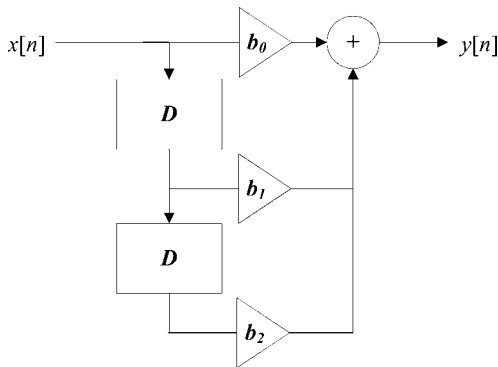 x[n] b₀ + y[n]
D
b₁
D
b₂